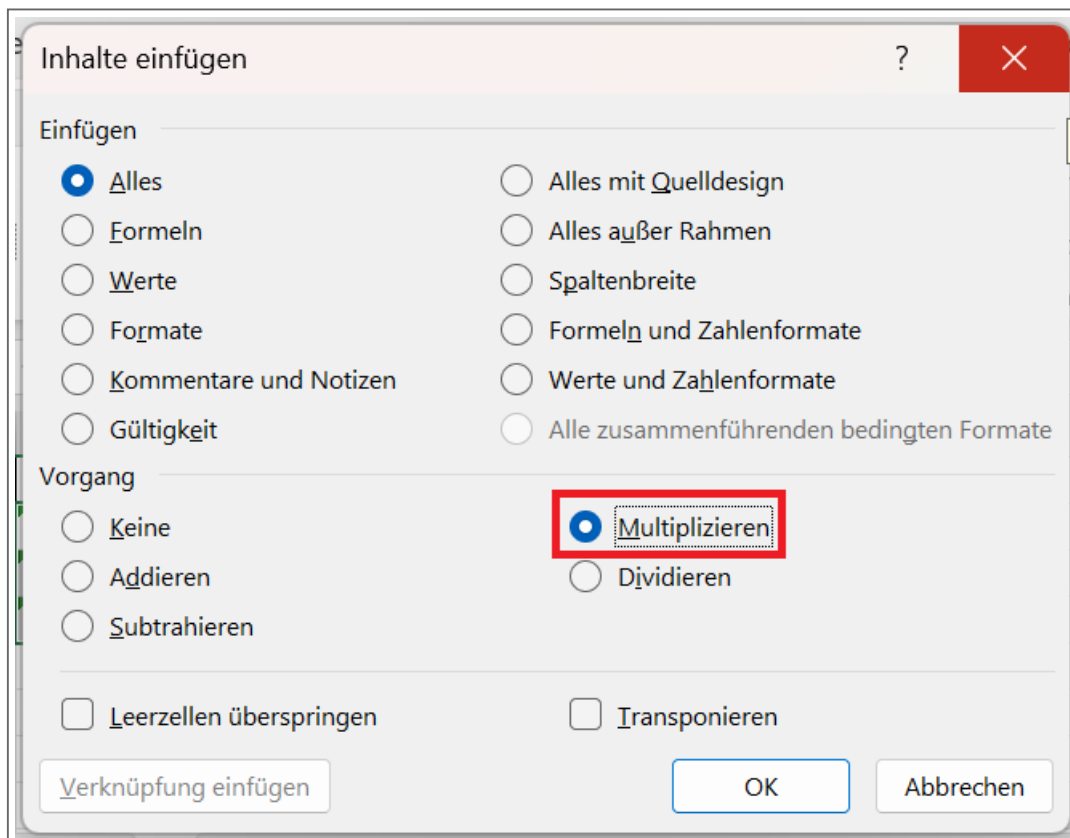 Inhalte einfügen ?
Einfügen
Alles
Alles mit Quelldesign
Formeln
Alles außer Rahmen
Werte
Spaltenbreite
Formate
Formeln und Zahlenformate
Kommentare und Notizen
Werte und Zahlenformate
Gültigkeit
Alle zusammenführenden bedingten Formate
Vorgang
Keine
Multiplizieren
Addieren
Dividieren
Subtrahieren
Leerzellen überspringen
Transponieren
Verknüpfung einfügen
OK
Abbrechen